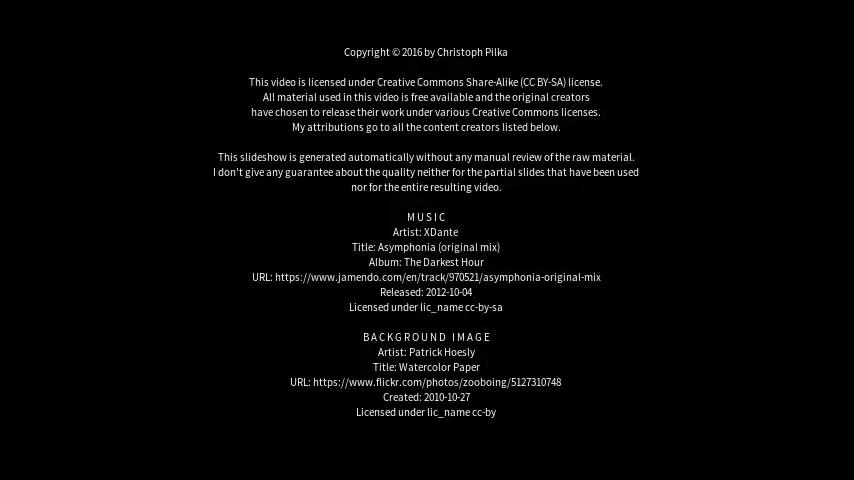 Copyright © 2016 by Christoph Pilka
This video is licensed under Creative Commons Share-Alike (CC BY-SA) license.
All material used in this video is free available and the original creators
have chosen to release their work under various Creative Commons licenses.
My attributions go to all the content creators listed below.
This slideshow is generated automatically without any manual review of the raw material.
I don't give any guarantee about the quality neither for the partial slides that have been used
nor for the entire resulting video.
M U S I C
Artist: XDante
Title: Asymphonia (original mix)
Album: The Darkest Hour
URL: https://www.jamendo.com/en/track/970521/asymphonia-original-mix
Released: 2012-10-04
Licensed under lic_name cc-by-sa
B A C K G R O U N D   I M A G E
Artist: Patrick Hoesly
Title: Watercolor Paper
URL: https://www.flickr.com/photos/zooboing/5127310748
Created: 2010-10-27
Licensed under lic_name cc-by